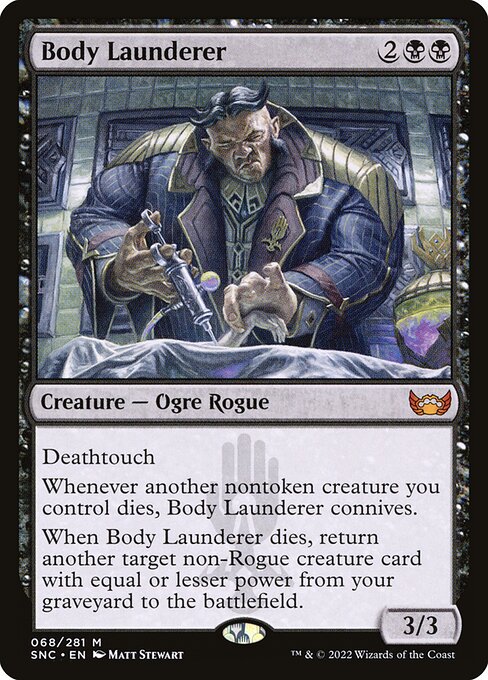 Body Launderer 2
Creature — Ogre Rogue
Deathtouch
Whenever another nontoken creature you
control dies, Body Launderer connives.
When Body Launderer dies, return
another target non-Rogue creature card
with equal or lesser power from your
graveyard to the battlefield.
3/3
068/281 M
SNC • EN Matt Stewart
™ & © 2022 Wizards of the Coast